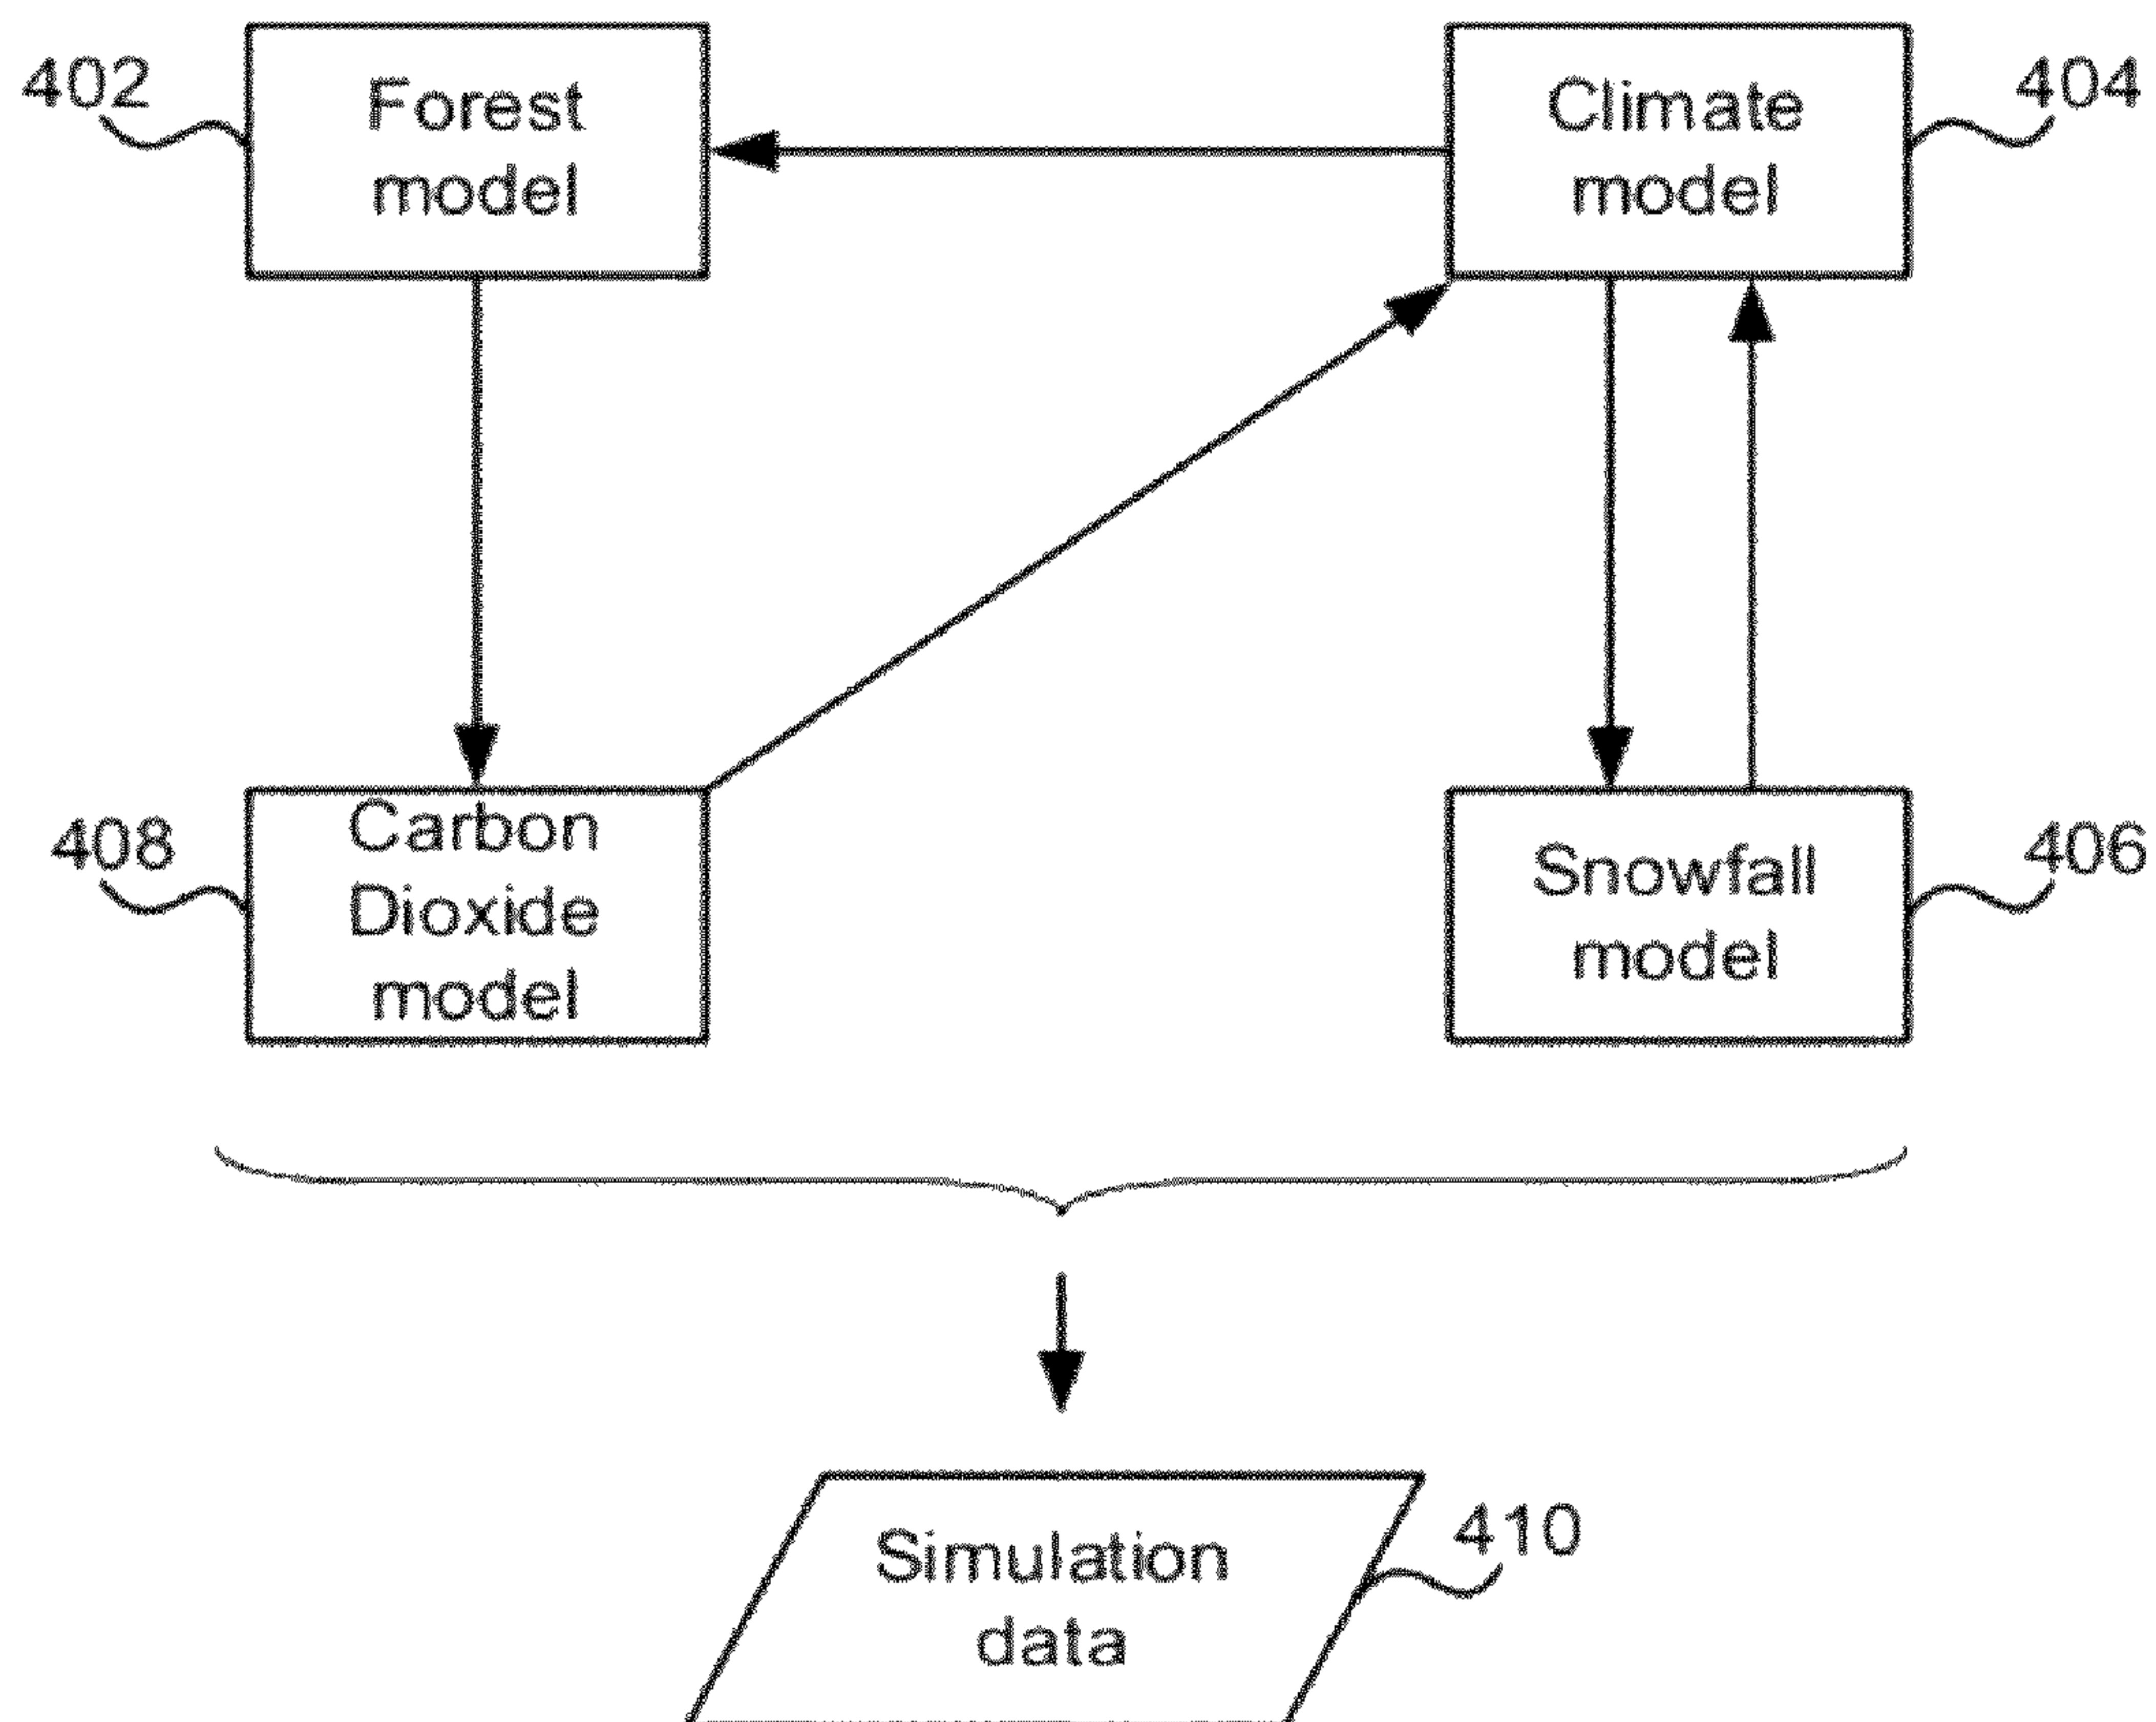 402
Forest
model
Climate
model
404
408
Carbon
Dioxide
model
Snowfall
model
406
Simulation
data
410